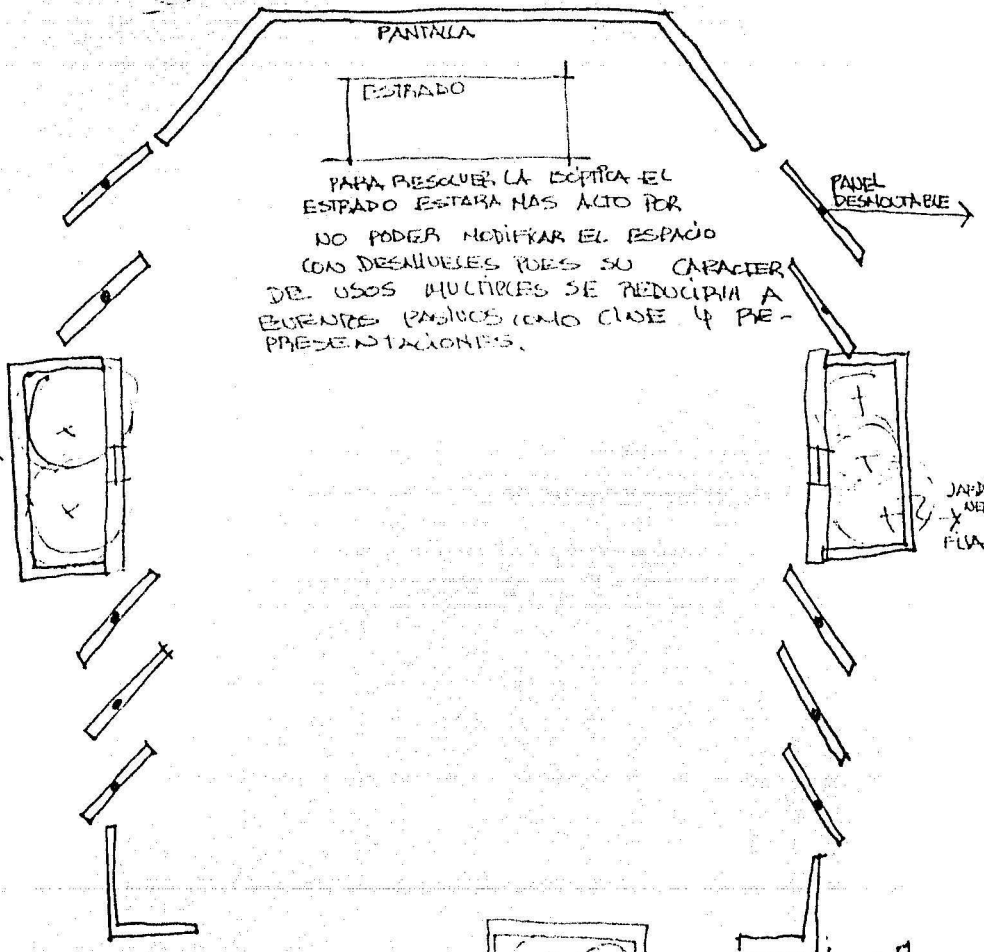 PANTALLA
ESTRADO
PARA RESOLVER LA ISOPTICA EL
ESTRADO ESTARA MAS ALTO POR
NO PODER MODIFICAR EL ESPACIO
CON DESNIVELES PUES SU CARACTER
DE USOS MULTIPLES SE REDUCIRIA A
EVENTOS PASIVOS COMO CINE Y RE-
PRESENTACIONES.
PANEL
DESMONTABLE